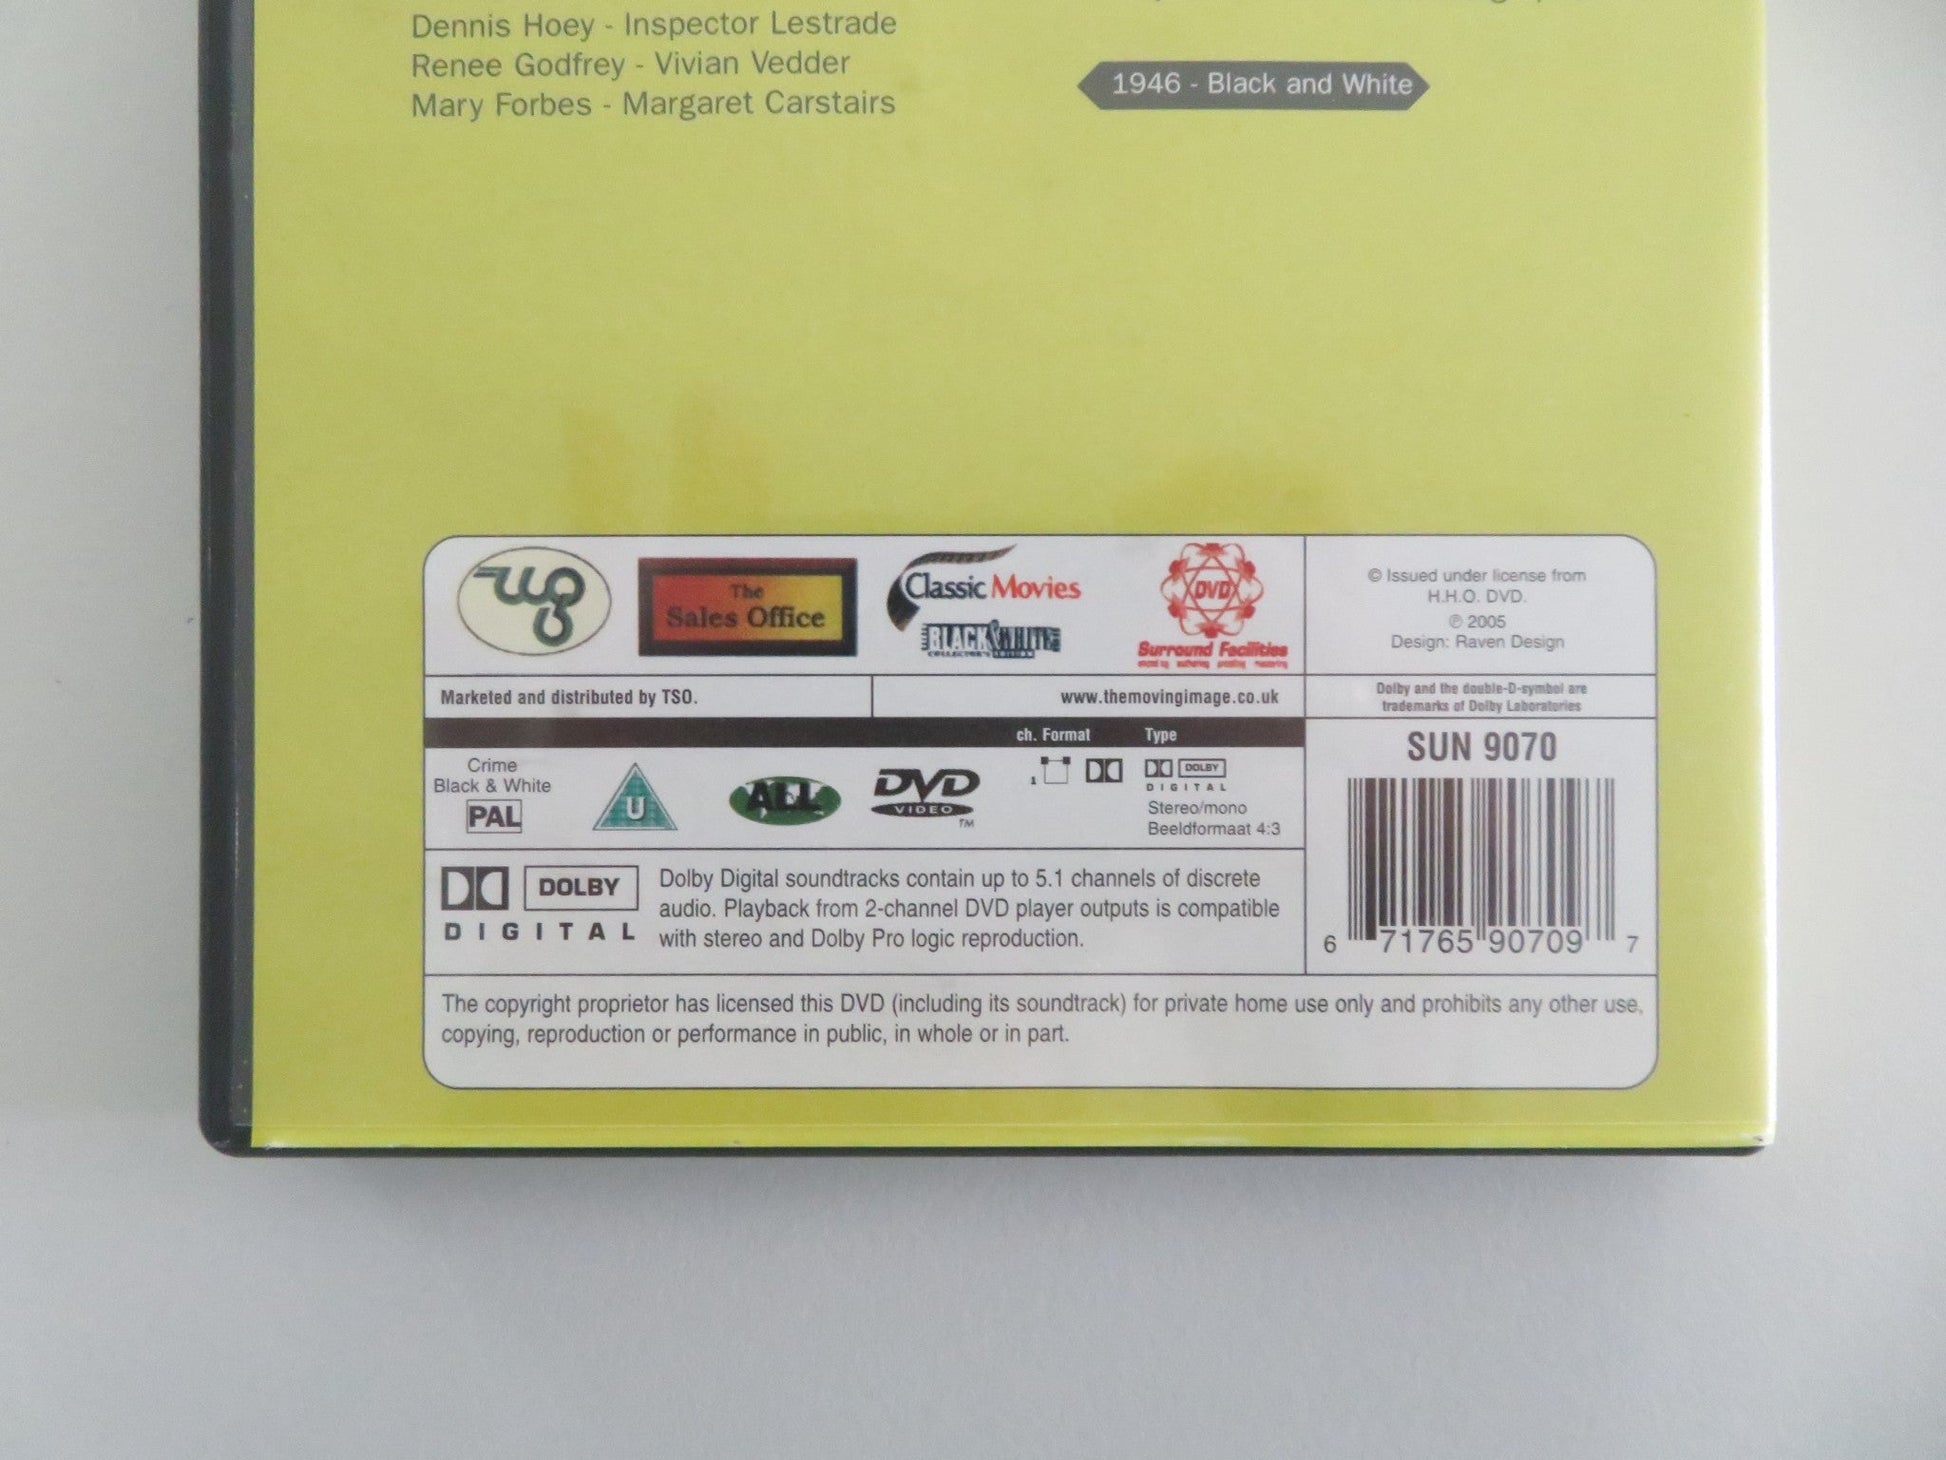 Dennis Hoey - Inspector Lestrade
Renee Godfrey - Vivian Vedder
Mary Forbes - Margaret Carstairs
1946 - Black and White
The
Sales Office
Classic Movies
BLACK & WHITE
COLLECTOR'S EDITION
DVD
Surround Facilities
© Issued under license from
H.H.O. DVD.
℗ 2005
Design: Raven Design
Marketed and distributed by TSO.
www.themovingimage.co.uk
Dolby and the double-D-symbol are
trademarks of Dolby Laboratories
ch. Format Type
Crime
Black & White
PAL
U
ALL
DVD
VIDEO
TM
1
DOLBY
DIGITAL
Stereo/mono
Beeldformaat 4:3
SUN 9070
6 71765 90709 7
DOLBY
DIGITAL
Dolby Digital soundtracks contain up to 5.1 channels of discrete
audio. Playback from 2-channel DVD player outputs is compatible
with stereo and Dolby Pro logic reproduction.
The copyright proprietor has licensed this DVD (including its soundtrack) for private home use only and prohibits any other use,
copying, reproduction or performance in public, in whole or in part.